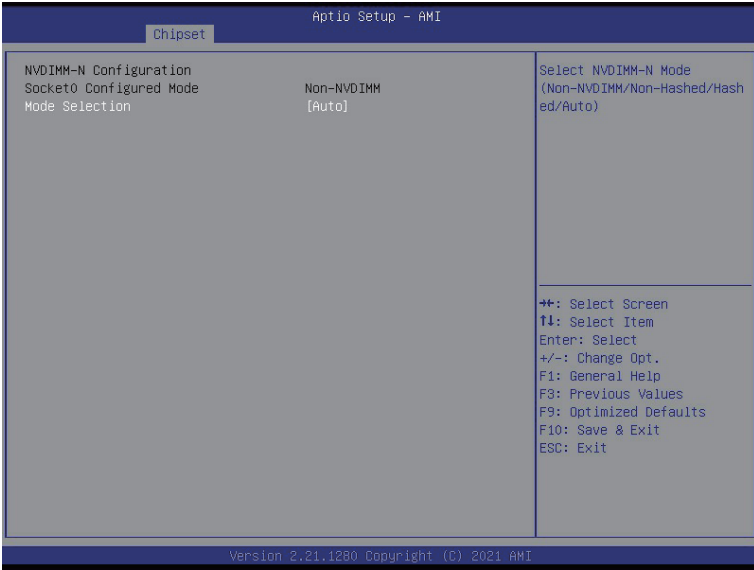 Aptio Setup – AMI
Chipset
NVDIMM-N Configuration
Socket0 Configured Mode Non-NVDIMM
Mode Selection [Auto]
Select NVDIMM-N Mode
(Non-NVDIMM/Non-Hashed/Hash
ed/Auto)
→←: Select Screen
↑↓: Select Item
Enter: Select
+/-: Change Opt.
F1: General Help
F3: Previous Values
F9: Optimized Defaults
F10: Save & Exit
ESC: Exit
Version 2.21.1280 Copyright (C) 2021 AMI